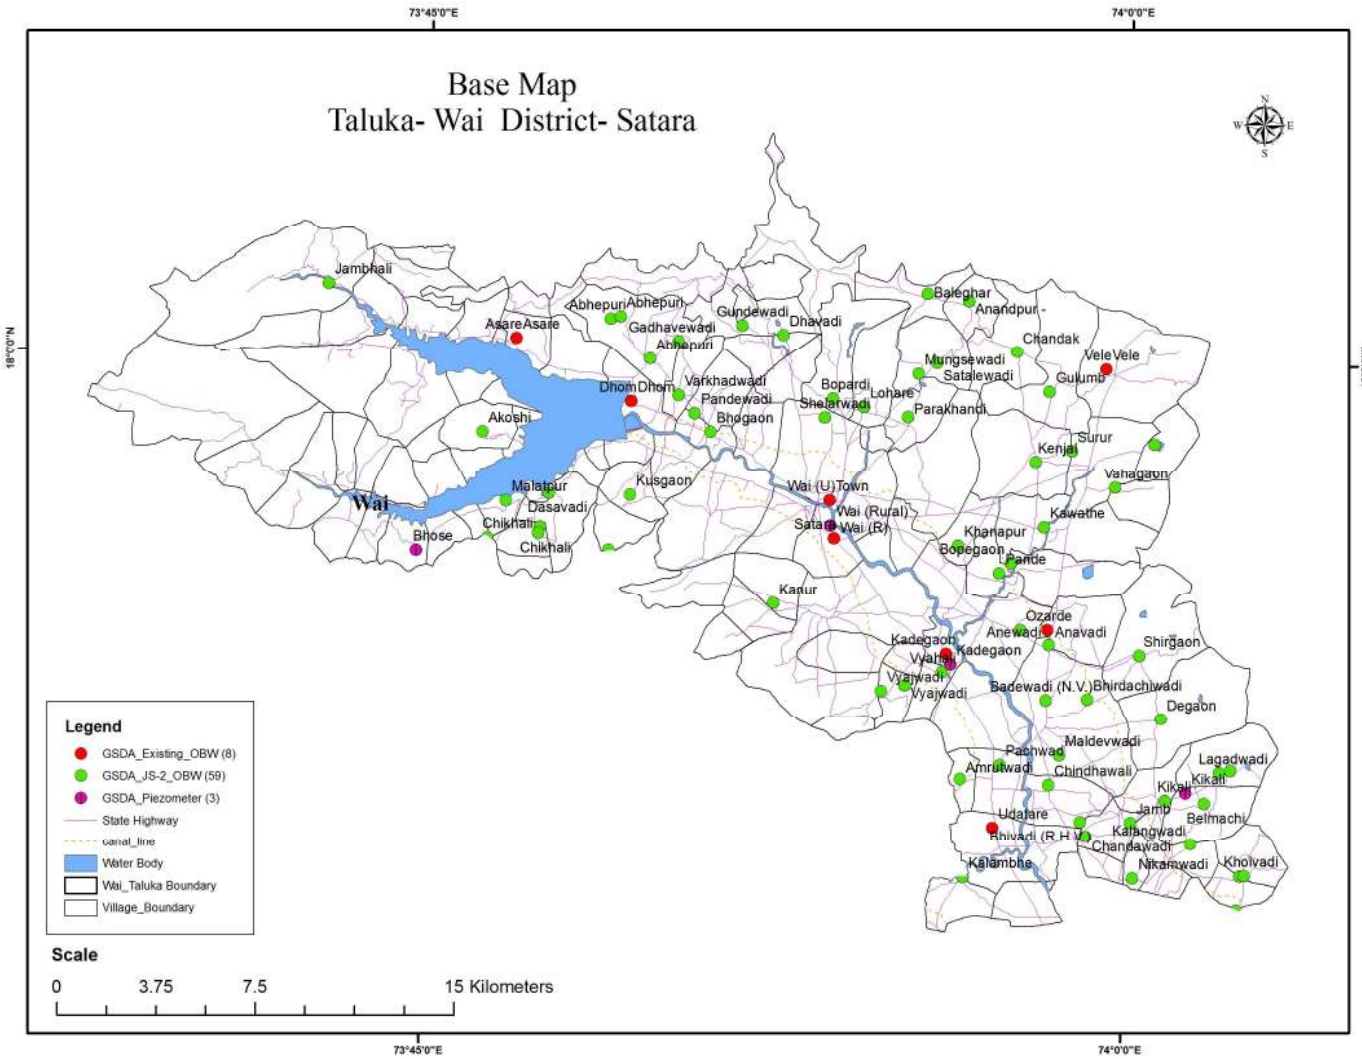 73°45'0"E
74°0'0"E
Base Map
Taluka- Wai District- Satara
N
W
E
S
18°0'0"N
Jambhali
Baleghar
Anandpur -
Abhepuri
Abhepuri
Gundewadi
Dhavadi
AsareAsare
Gadhavewadi
Abhepuri
Chandak
VeleVele
Mungsewadi
Satalewadi
Gulumb
DhomDhom
Varkhadwadi
Pandewadi
Bhogaon
Bopardi
Lohare
Shelarwadi
Parakhandi
Akoshi
Surur
Kenjal
Vahagaon
Malatpur
Kusgaon
Wai
Dasavadi
Wai (U)Town
Wai (Rural)
Chikhali
Satara
Wai (R)
Kawathe
Bhose
Chikhali
Khanapur
Bopegaon
Pande
Kanur
Ozarde
Anewadi
Anavadi
Kadegaon
Kadegaon
Shirgaon
Vyahali
Vyajwadi
Vyajwadi
Badewadi (N.V.)
Bhirdachiwadi
Degaon
Maldevwadi
Pachwad
Amrutwadi
Chindhawali
Lagadwadi
Kikali
Kikali
Belmachi
Udatare
Jamb
Bhivadi (R.H.V.)
Kalangwadi
Chandawadi
Kalambhe
Nikamwadi
Kholvadi
Legend
GSDA_Existing_OBW (8)
GSDA_JS-2_OBW (59)
GSDA_Piezometer (3)
State Highway
canal_line
Water Body
Wai_Taluka Boundary
Village_Boundary
Scale
0 3.75 7.5 15 Kilometers
73°45'0"E
74°0'0"E